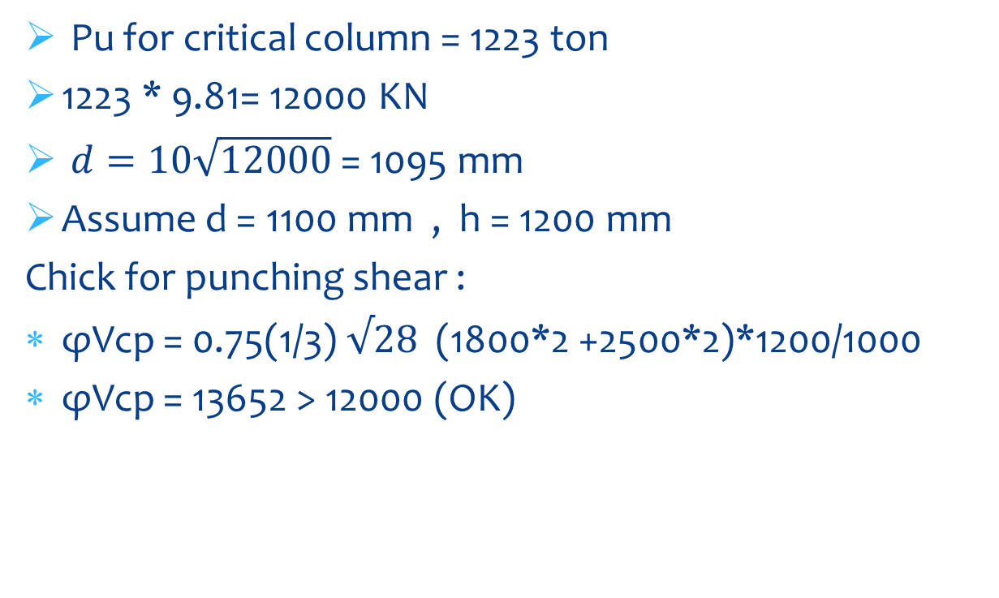 ➢ Pu for critical column = 1223 ton
➢ 1223 * 9.81= 12000 KN
➢ d = 10√12000 = 1095 mm
➢ Assume d = 1100 mm , h = 1200 mm
Chick for punching shear :
* φVcp = 0.75(1/3) √28 (1800*2 +2500*2)*1200/1000
* φVcp = 13652 > 12000 (OK)